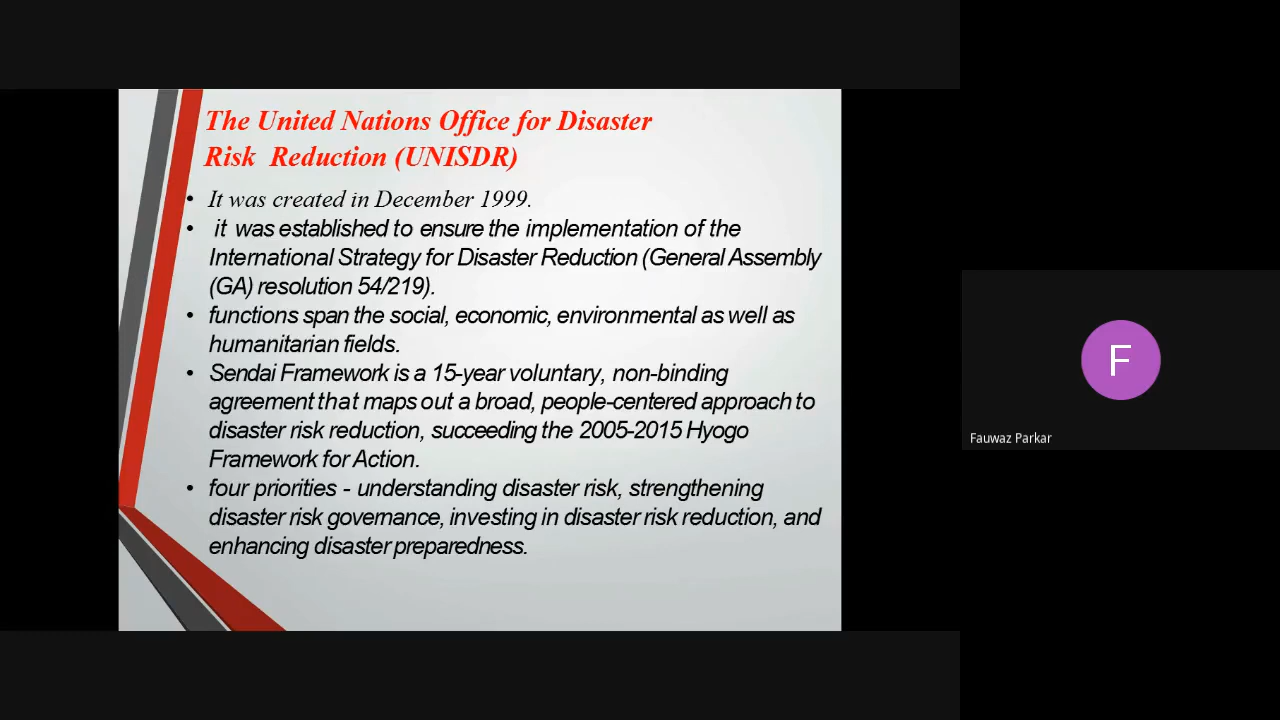 The United Nations Office for Disaster
Risk Reduction (UNISDR)
• It was created in December 1999.
• it was established to ensure the implementation of the
International Strategy for Disaster Reduction (General Assembly
(GA) resolution 54/219).
• functions span the social, economic, environmental as well as
humanitarian fields.
• Sendai Framework is a 15-year voluntary, non-binding
agreement that maps out a broad, people-centered approach to
disaster risk reduction, succeeding the 2005-2015 Hyogo
Framework for Action.
• four priorities - understanding disaster risk, strengthening
disaster risk governance, investing in disaster risk reduction, and
enhancing disaster preparedness.
F
Fauwaz Parkar